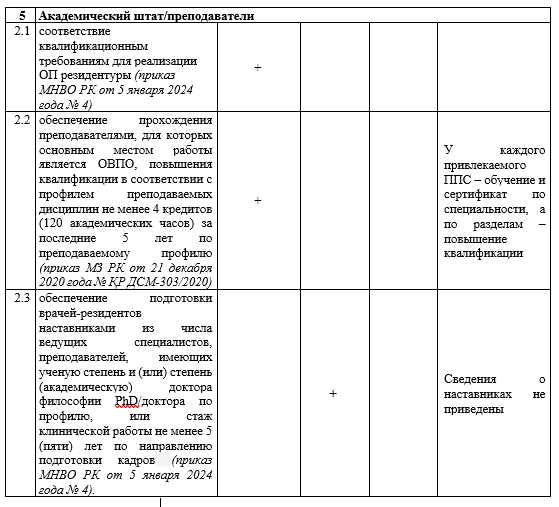 5 Академический штат/преподаватели
2.1 соответствие
квалификационным
требованиям для реализации
ОП резидентуры (приказ
МНВО РК от 5 января 2024
года № 4)
+
2.2 обеспечение прохождения
преподавателями, для которых
основным местом работы
является ОВПО, повышения
квалификации в соответствии с
профилем преподаваемых
дисциплин не менее 4 кредитов
(120 академических часов) за
последние 5 лет по
преподаваемому профилю
(приказ МЗ РК от 21 декабря
2020 года № ҚР ДСМ-303/2020)
+
У каждого
привлекаемого
ППС – обучение и
сертификат по
специальности, а
по разделам –
повышение
квалификации
2.3 обеспечение подготовки
врачей-резидентов
наставниками из числа
ведущих специалистов,
преподавателей, имеющих
ученую степень и (или) степень
(академическую) доктора
философии PhD/доктора по
профилю, или стаж
клинической работы не менее 5
(пяти) лет по направлению
подготовки кадров (приказ
МНВО РК от 5 января 2024
года № 4).
+
Сведения о
наставниках не
приведены